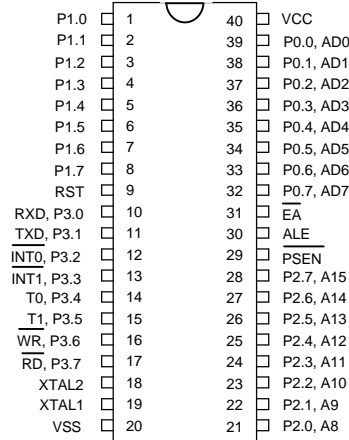 P1.0 1 40 VCC
P1.1 2 39 P0.0, AD0
P1.2 3 38 P0.1, AD1
P1.3 4 37 P0.2, AD2
P1.4 5 36 P0.3, AD3
P1.5 6 35 P0.4, AD4
P1.6 7 34 P0.5, AD5
P1.7 8 33 P0.6, AD6
RST 9 32 P0.7, AD7
RXD, P3.0 10 31 EA
TXD, P3.1 11 30 ALE
INT0, P3.2 12 29 PSEN
INT1, P3.3 13 28 P2.7, A15
T0, P3.4 14 27 P2.6, A14
T1, P3.5 15 26 P2.5, A13
WR, P3.6 16 25 P2.4, A12
RD, P3.7 17 24 P2.3, A11
XTAL2 18 23 P2.2, A10
XTAL1 19 22 P2.1, A9
VSS 20 21 P2.0, A8